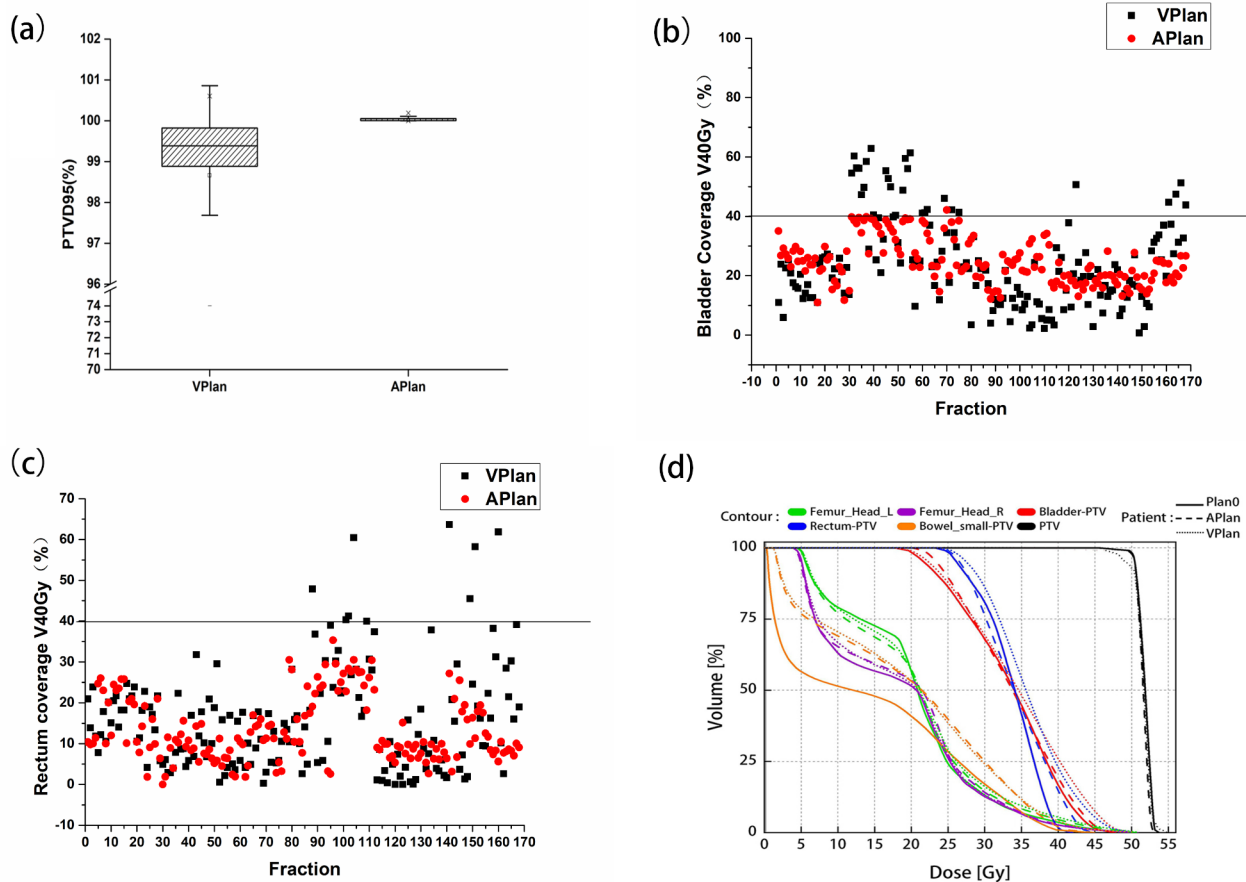 (a)
102
101
100
99
98
97
96
74
73
72
71
70
PTVD95(%)
VPlan
APlan
(b)
VPlan
APlan
100
80
60
40
20
0
Bladder Coverage V40Gy (%)
-10 0 10 20 30 40 50 60 70 80 90 100 110 120 130 140 150 160 170
Fraction
(c)
VPlan
APlan
70
60
50
40
30
20
10
0
-10
Rectum coverage V40Gy (%)
0 10 20 30 40 50 60 70 80 90 100 110 120 130 140 150 160 170
Fraction
(d)
Contour : Femur_Head_L Femur_Head_R Bladder-PTV
Rectum-PTV Bowel_small-PTV PTV
Patient : Plan0
APlan
VPlan
100
75
50
25
0
Volume [%]
0 5 10 15 20 25 30 35 40 45 50 55
Dose [Gy]